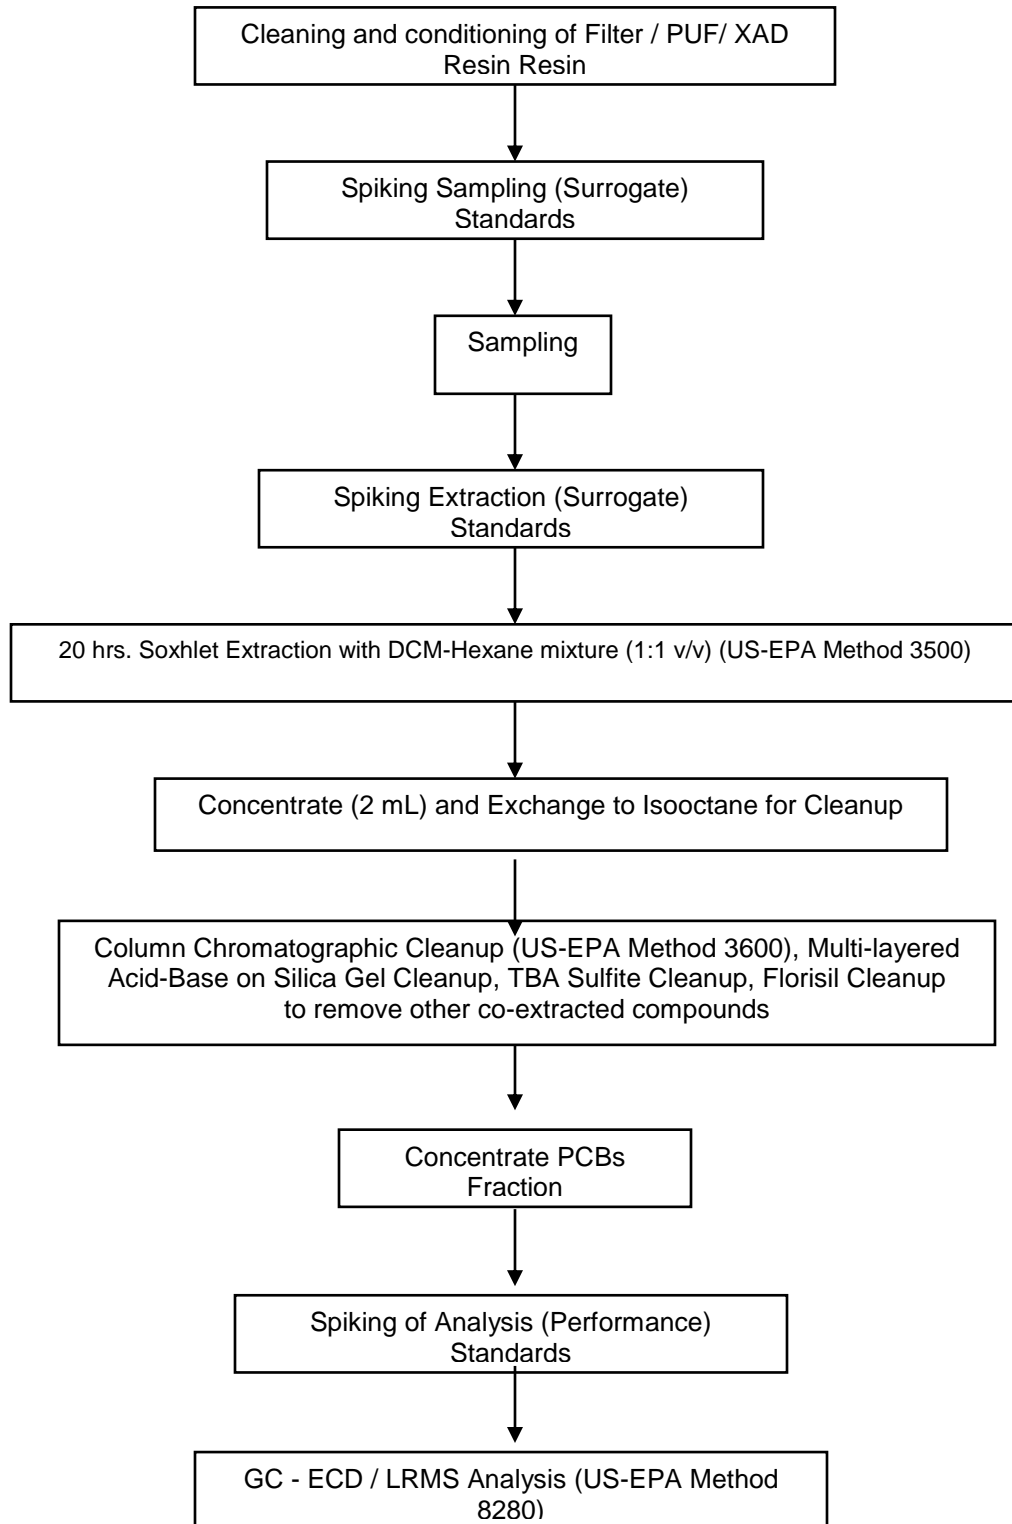 Cleaning and conditioning of Filter / PUF/ XAD
Resin Resin
Spiking Sampling (Surrogate)
Standards
Sampling
Spiking Extraction (Surrogate)
Standards
20 hrs. Soxhlet Extraction with DCM-Hexane mixture (1:1 v/v) (US-EPA Method 3500)
Concentrate (2 mL) and Exchange to Isooctane for Cleanup
Column Chromatographic Cleanup (US-EPA Method 3600), Multi-layered
Acid-Base on Silica Gel Cleanup, TBA Sulfite Cleanup, Florisil Cleanup
to remove other co-extracted compounds
Concentrate PCBs
Fraction
Spiking of Analysis (Performance)
Standards
GC - ECD / LRMS Analysis (US-EPA Method
8280)